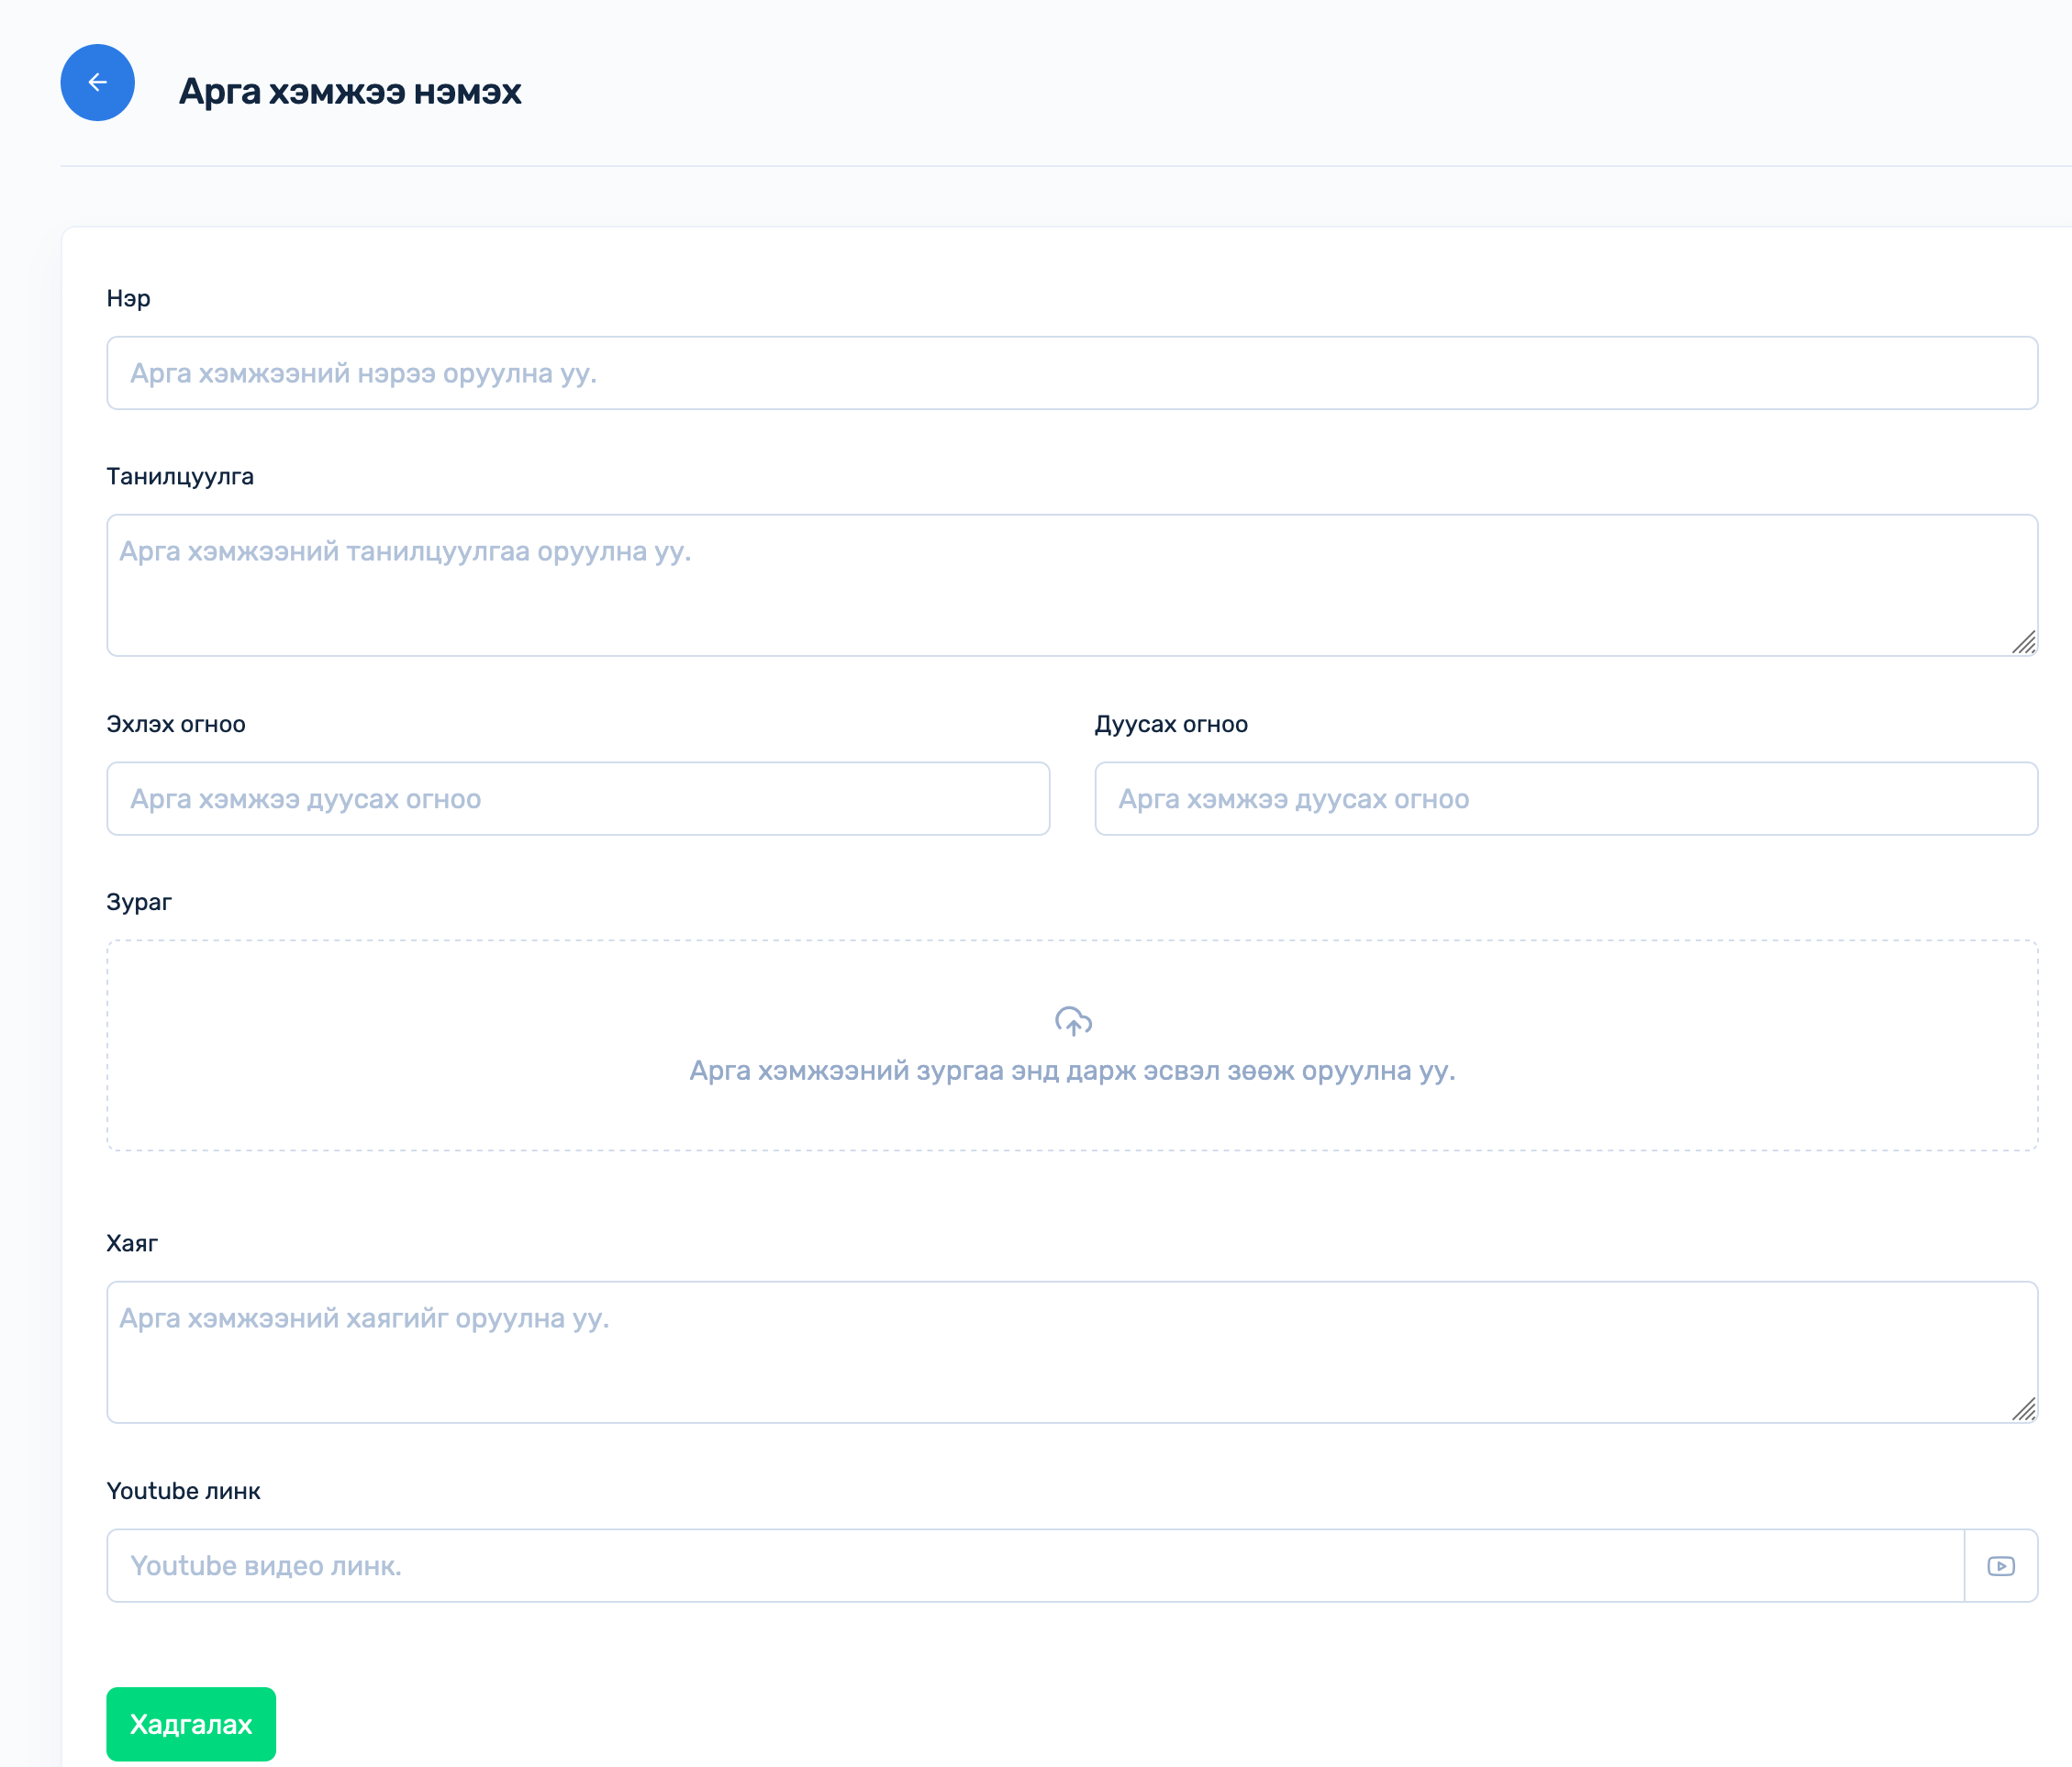 Арга хэмжээ нэмэх
Нэр
Арга хэмжээний нэрээ оруулна уу.
Танилцуулга
Арга хэмжээний танилцуулгаа оруулна уу.
Эхлэх огноо
Дуусах огноо
Арга хэмжээ дуусах огноо
Арга хэмжээ дуусах огноо
Зураг
Арга хэмжээний зургаа энд дарж эсвэл зөөж оруулна уу.
Хаяг
Арга хэмжээний хаягийг оруулна уу.
Youtube линк
Youtube видео линк.
Хадгалах